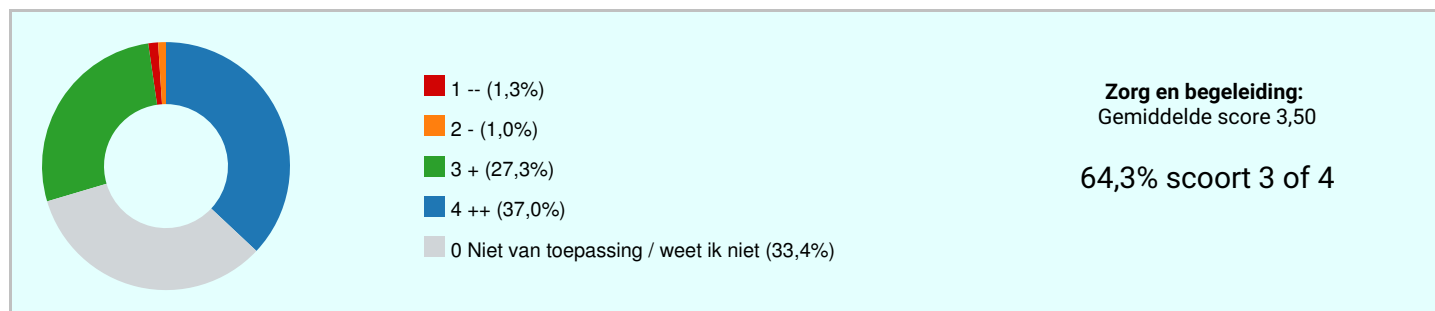 1 -- (1,3%)
2 - (1,0%)
3 + (27,3%)
4 ++ (37,0%)
0 Niet van toepassing / weet ik niet (33,4%)
Zorg en begeleiding:
Gemiddelde score 3,50
64,3% scoort 3 of 4